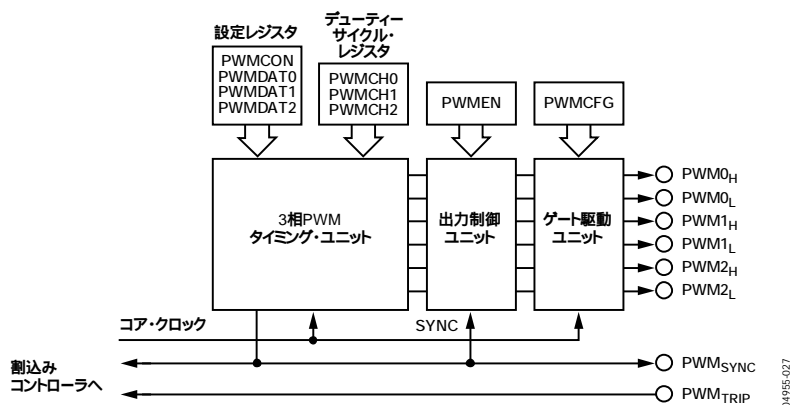 設定レジスタ
デューティー
サイクル・
レジスタ
PWMCON
PWMDAT0
PWMDAT1
PWMDAT2
PWMCH0
PWMCH1
PWMCH2
PWMEN
PWMCFG
3相PWM
タイミング・ユニット
出力制御
ユニット
ゲート駆動
ユニット
PWM0H
PWM0L
PWM1H
PWM1L
PWM2H
PWM2L
コア・クロック
SYNC
割込み
コントローラへ
PWMSYNC
PWMTRIP
04955-027